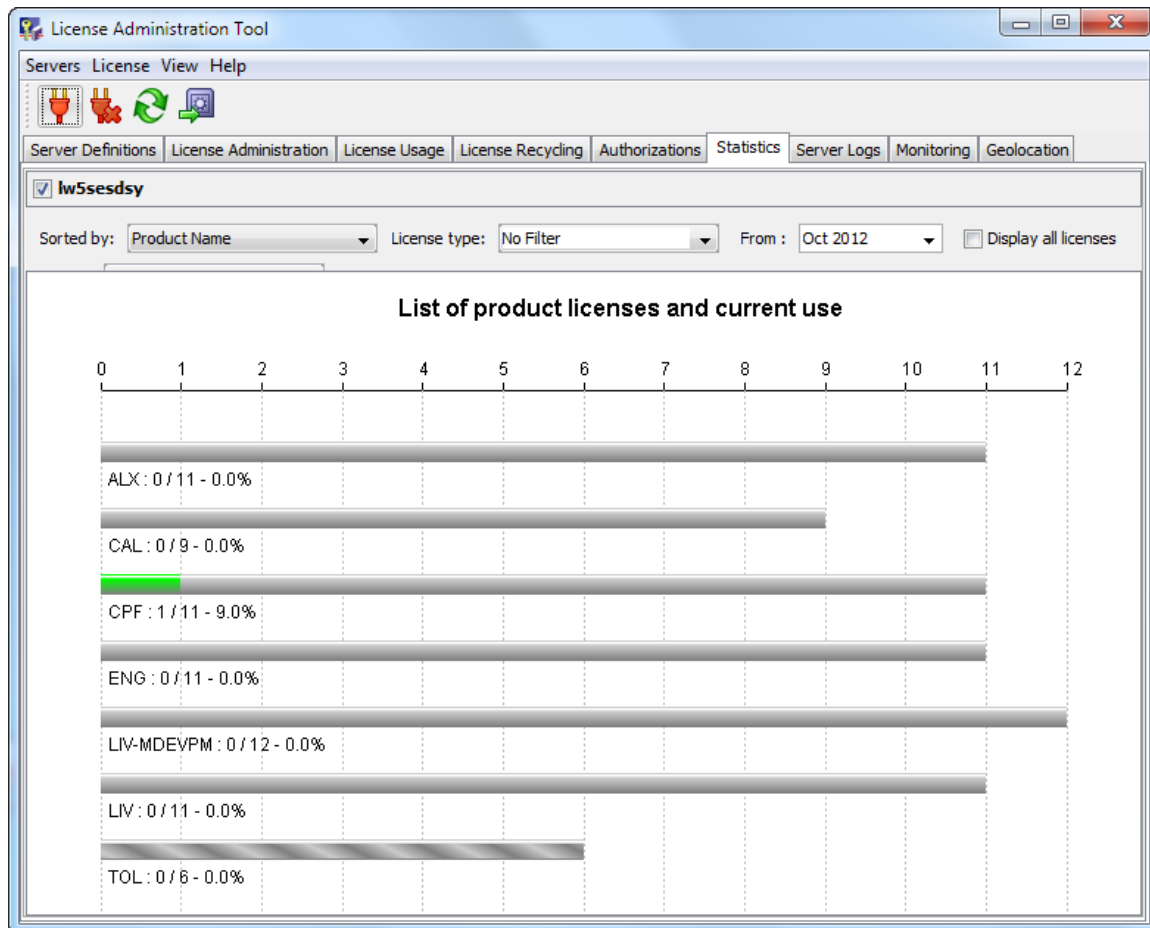 License Administration Tool
Servers License View Help
Server Definitions License Administration License Usage License Recycling Authorizations Statistics Server Logs Monitoring Geolocation
lw5sesdsy
Sorted by: Product Name License type: No Filter From : Oct 2012 Display all licenses
List of product licenses and current use
0 1 2 3 4 5 6 7 8 9 10 11 12
ALX : 0 / 11 - 0.0%
CAL : 0 / 9 - 0.0%
CPF : 1 / 11 - 9.0%
ENG : 0 / 11 - 0.0%
LIV-MDEVPM : 0 / 12 - 0.0%
LIV : 0 / 11 - 0.0%
TOL : 0 / 6 - 0.0%